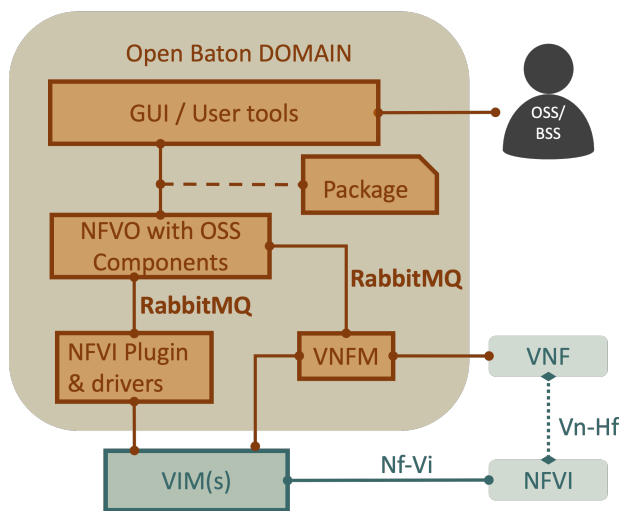 Open Baton DOMAIN
GUI / User tools
OSS/
BSS
Package
NFVO with OSS
Components
RabbitMQ
RabbitMQ
NFVI Plugin
& drivers
VNFM
VNF
Vn-Hf
VIM(s)
Nf-Vi
NFVI